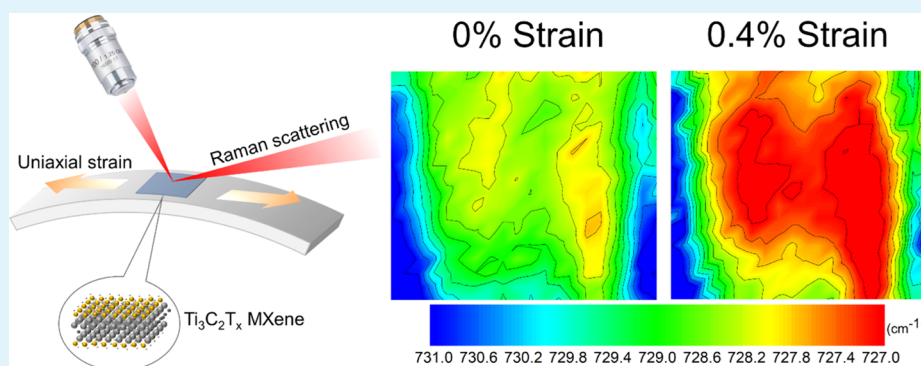 0% Strain
0.4% Strain
Raman scattering
Uniaxial strain
Ti₃C₂Tₓ MXene
(cm⁻¹
731.0 730.6 730.2 729.8 729.4 729.0 728.6 728.2 727.8 727.4 727.0